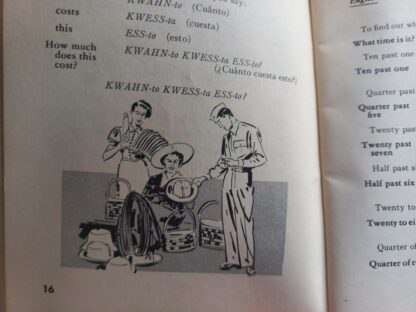 you say:
KWAHN-to (Cuánto)
costs KWESS-ta (cuesta)
this ESS-to (esto)
How much KWAHN-to KWESS-ta ESS-to?
does this (¿Cuánto cuesta esto?)
cost?
KWAHN-to KWESS-ta ESS-to?
16
To find out
What time is it?
Ten past one
Ten past one
Quarter past
Quarter past
five
Twenty past
Twenty past
seven
Half past six
Half past six
Twenty to
Twenty to
Quarter of
Quarter of